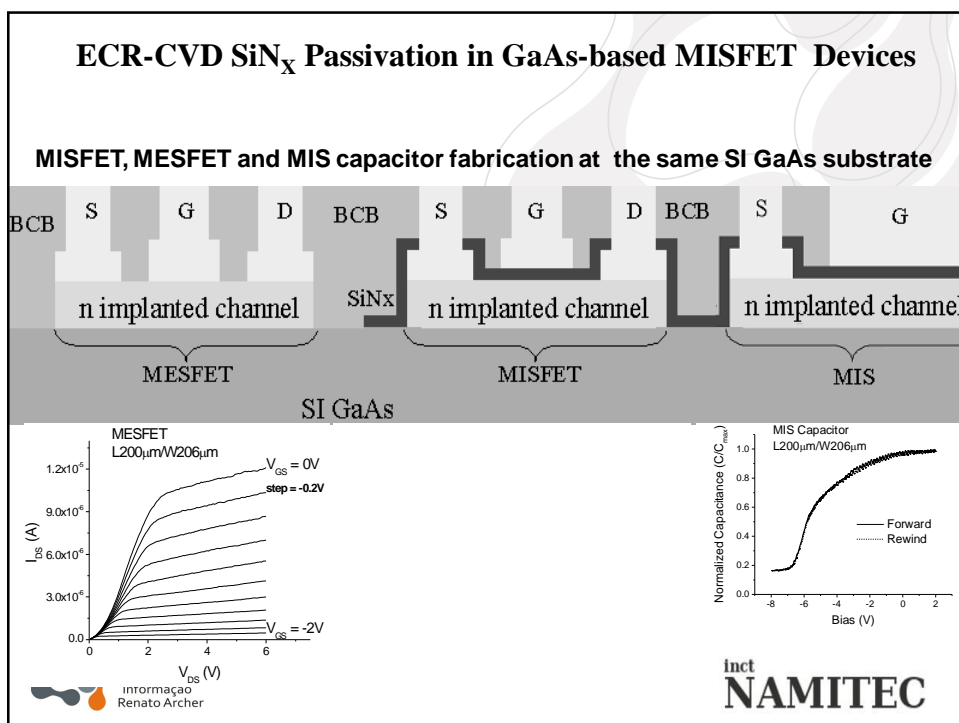 ECR-CVD SiNX Passivation in GaAs-based MISFET Devices
MISFET, MESFET and MIS capacitor fabrication at the same SI GaAs substrate
BCB S G D BCB S G D BCB S G
SiNx
n implanted channel n implanted channel n implanted channel
MESFET MISFET MIS
SI GaAs
MESFET
L200μm/W206μm
VGS = 0V
step = -0.2V
VGS = -2V
IDS (A)
1.2x10-5
9.0x10-6
6.0x10-6
3.0x10-6
0.0
0 2 4 6
VDS (V)
MIS Capacitor
L200μm/W206μm
Normalized Capacitance (C/Cmax)
1.0
0.8
0.6
0.4
0.2
0.0
Forward
Rewind
-8 -6 -4 -2 0 2
Bias (V)
Informação
Renato Archer
inct
NAMITEC